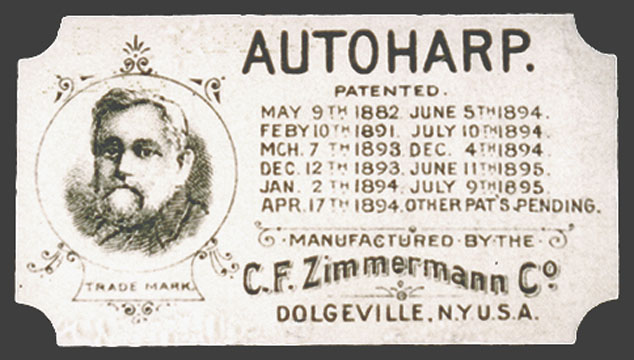 AUTOHARP.
PATENTED.
MAY 9TH 1882. JUNE 5TH 1894.
FEBY 10TH 1891. JULY 10TH 1894.
MCH. 7TH 1893. DEC. 4TH 1894.
DEC. 12TH 1893. JUNE 11TH 1895.
JAN. 2TH 1894. JULY 9TH 1895.
APR. 17TH 1894. OTHER PAT'S. PENDING.
MANUFACTURED·BY·THE
C.F. Zimmermann Co.
DOLGEVILLE, N.Y. U.S.A.
TRADE MARK